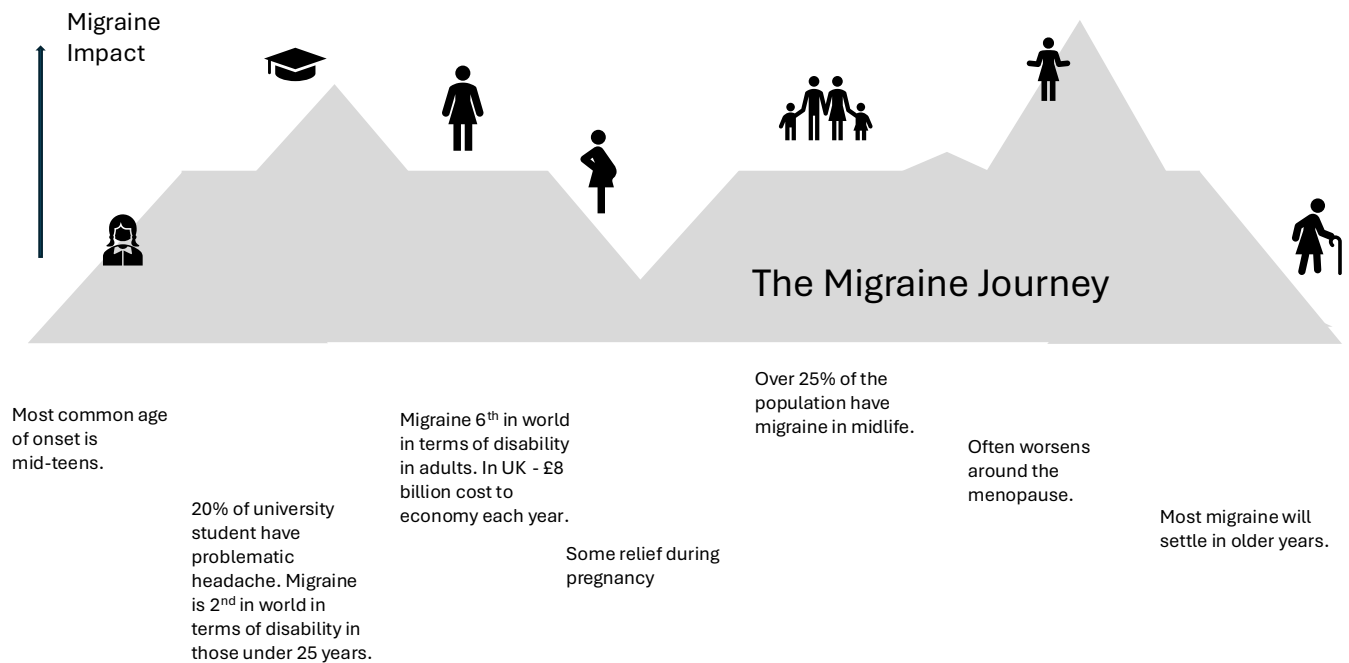 Migraine
Impact
The Migraine Journey
Most common age
of onset is
mid-teens.
20% of university
student have
problematic
headache. Migraine
is 2nd in world in
terms of disability in
those under 25 years.
Migraine 6th in world
in terms of disability
in adults. In UK - £8
billion cost to
economy each year.
Some relief during
pregnancy
Over 25% of the
population have
migraine in midlife.
Often worsens
around the
menopause.
Most migraine will
settle in older years.